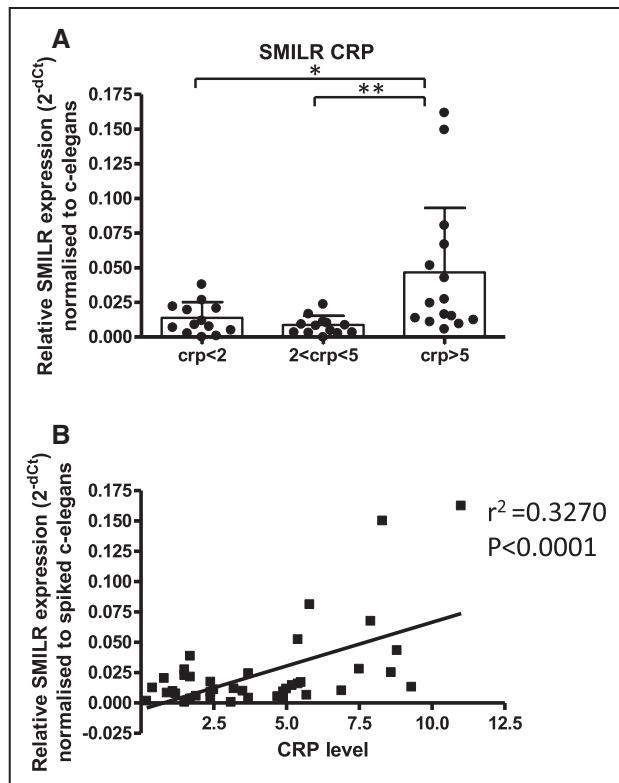 A
SMILR CRP
*
**
Relative SMILR expression (2^-dCt)
normalised to c-elegans
0.175
0.150
0.125
0.100
0.075
0.050
0.025
0.000
crp<2
2<crp<5
crp>5
B
Relative SMILR expression (2^-dCt)
normalised to spiked c-elegans
0.175
0.150
0.125
0.100
0.075
0.050
0.025
0.000
-0.025
2.5
5.0
7.5
10.0
12.5
CRP level
r² =0.3270
P<0.0001